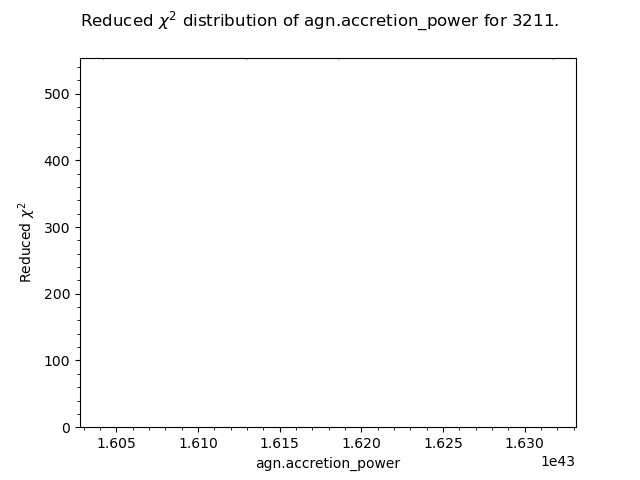 Reduced χ² distribution of agn.accretion_power for 3211.
500
400
300
200
100
0
Reduced χ²
1.605 1.610 1.615 1.620 1.625 1.630
1e43
agn.accretion_power